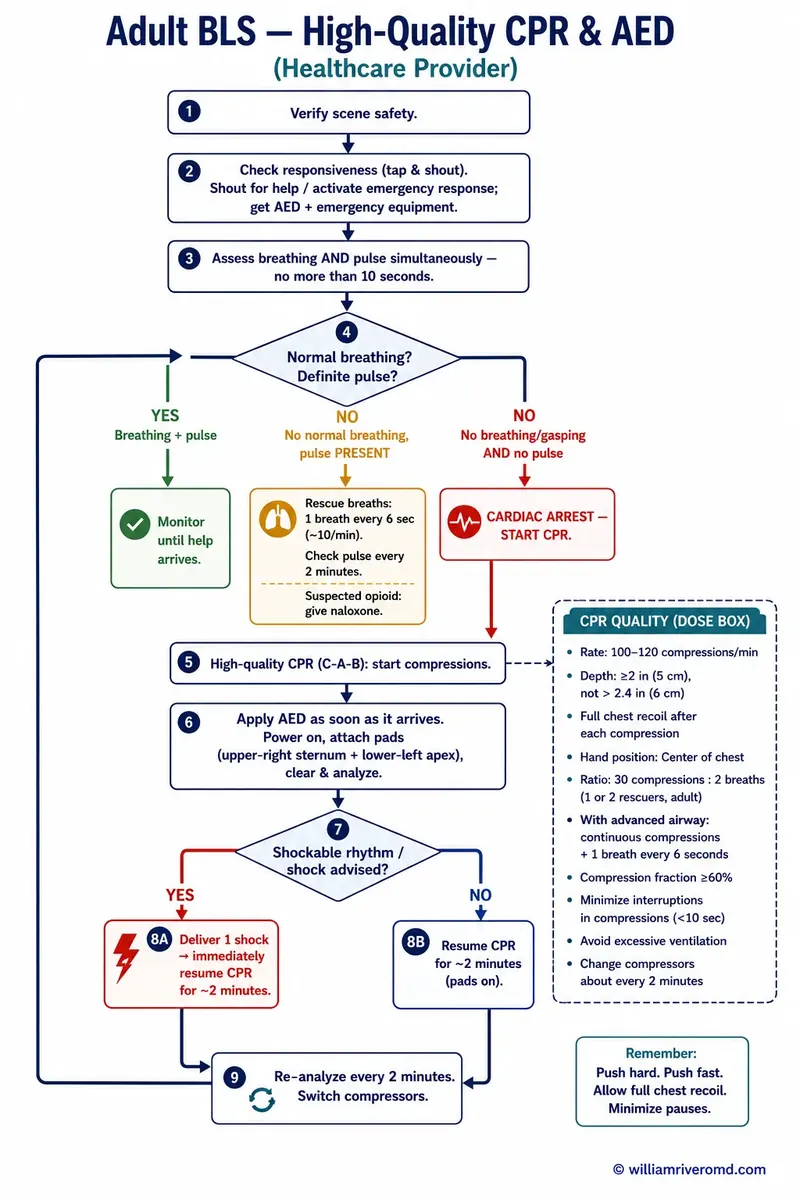 Adult BLS — High-Quality CPR & AED
(Healthcare Provider)
1
Verify scene safety.
2
Check responsiveness (tap & shout).
Shout for help / activate emergency response;
get AED + emergency equipment.
3
Assess breathing AND pulse simultaneously —
no more than 10 seconds.
4
Normal breathing?
Definite pulse?
YES
Breathing + pulse
NO
No normal breathing,
pulse PRESENT
NO
No breathing/gasping
AND no pulse
Monitor
until help
arrives.
Rescue breaths:
1 breath every 6 sec
(~10/min).
Check pulse every
2 minutes.
Suspected opioid:
give naloxone.
CARDIAC ARREST —
START CPR.
5
High-quality CPR (C-A-B): start compressions.
6
Apply AED as soon as it arrives.
Power on, attach pads
(upper-right sternum + lower-left apex),
clear & analyze.
7
Shockable rhythm /
shock advised?
YES
NO
8A
Deliver 1 shock
→ immediately
resume CPR
for ~2 minutes.
8B
Resume CPR
for ~2 minutes
(pads on).
9
Re-analyze every 2 minutes.
Switch compressors.
CPR QUALITY (DOSE BOX)
• Rate: 100–120 compressions/min
• Depth: ≥2 in (5 cm),
not > 2.4 in (6 cm)
• Full chest recoil after
each compression
• Hand position: Center of chest
• Ratio: 30 compressions : 2 breaths
(1 or 2 rescuers, adult)
• With advanced airway:
continuous compressions
+ 1 breath every 6 seconds
• Compression fraction ≥60%
• Minimize interruptions
in compressions (<10 sec)
• Avoid excessive ventilation
• Change compressors
about every 2 minutes
Remember:
Push hard. Push fast.
Allow full chest recoil.
Minimize pauses.
© williamriveromd.com